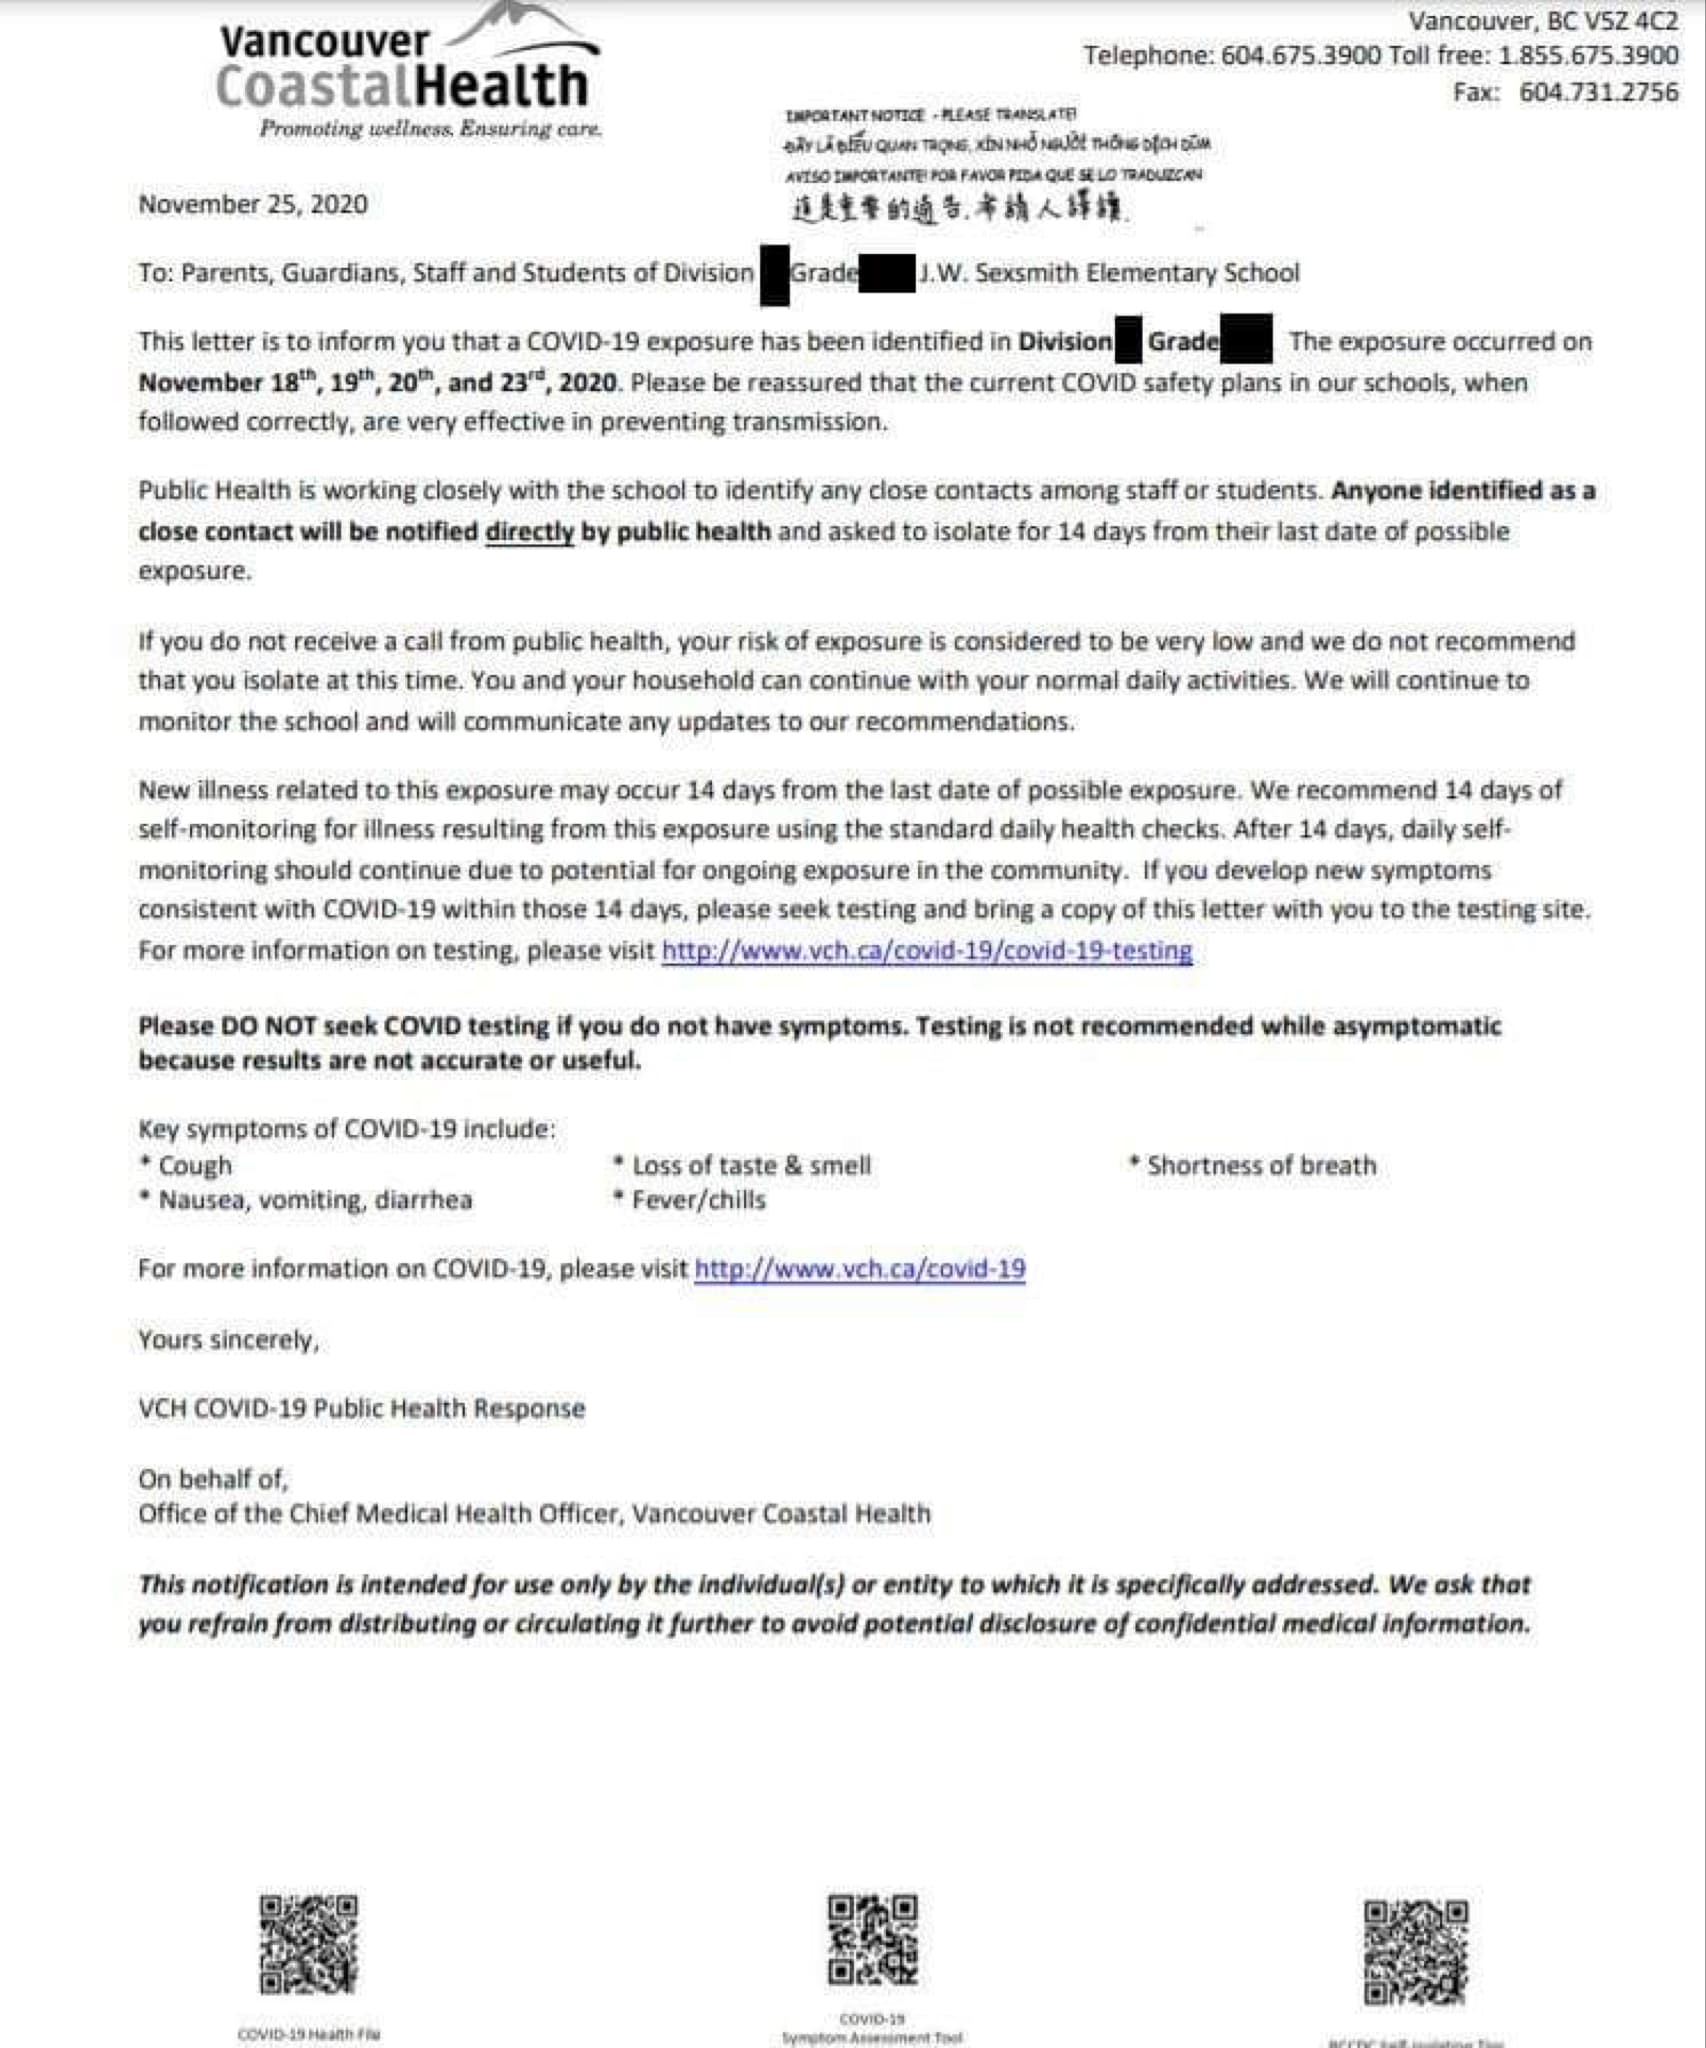 Vancouver
CoastalHealth
Promoting wellness. Ensuring care.
Vancouver, BC V5Z 4C2
Telephone: 604.675.3900 Toll free: 1.855.675.3900
Fax: 604.731.2756
IMPORTANT NOTICE - PLEASE TRANSLATE!
ĐÂY LÀ ĐIỀU QUAN TRỌNG, XIN NHỜ NGƯỜI THÔNG DỊCH DÙM
AVISO IMPORTANTE! POR FAVOR PIDA QUE SE LO TRADUZCAN
這是重要的通告,希請人譯讀.
November 25, 2020
To: Parents, Guardians, Staff and Students of Division Grade J.W. Sexsmith Elementary School
This letter is to inform you that a COVID-19 exposure has been identified in Division Grade The exposure occurred on
November 18th, 19th, 20th, and 23rd, 2020. Please be reassured that the current COVID safety plans in our schools, when
followed correctly, are very effective in preventing transmission.
Public Health is working closely with the school to identify any close contacts among staff or students. Anyone identified as a
close contact will be notified directly by public health and asked to isolate for 14 days from their last date of possible
exposure.
If you do not receive a call from public health, your risk of exposure is considered to be very low and we do not recommend
that you isolate at this time. You and your household can continue with your normal daily activities. We will continue to
monitor the school and will communicate any updates to our recommendations.
New illness related to this exposure may occur 14 days from the last date of possible exposure. We recommend 14 days of
self-monitoring for illness resulting from this exposure using the standard daily health checks. After 14 days, daily self-
monitoring should continue due to potential for ongoing exposure in the community. If you develop new symptoms
consistent with COVID-19 within those 14 days, please seek testing and bring a copy of this letter with you to the testing site.
For more information on testing, please visit http://www.vch.ca/covid-19/covid-19-testing
Please DO NOT seek COVID testing if you do not have symptoms. Testing is not recommended while asymptomatic
because results are not accurate or useful.
Key symptoms of COVID-19 include:
* Cough * Loss of taste & smell * Shortness of breath
* Nausea, vomiting, diarrhea * Fever/chills
For more information on COVID-19, please visit http://www.vch.ca/covid-19
Yours sincerely,
VCH COVID-19 Public Health Response
On behalf of,
Office of the Chief Medical Health Officer, Vancouver Coastal Health
This notification is intended for use only by the individual(s) or entity to which it is specifically addressed. We ask that
you refrain from distributing or circulating it further to avoid potential disclosure of confidential medical information.
COVID-19 Health File
COVID-19
Symptom Assessment Tool
BCCDC Self-Isolation